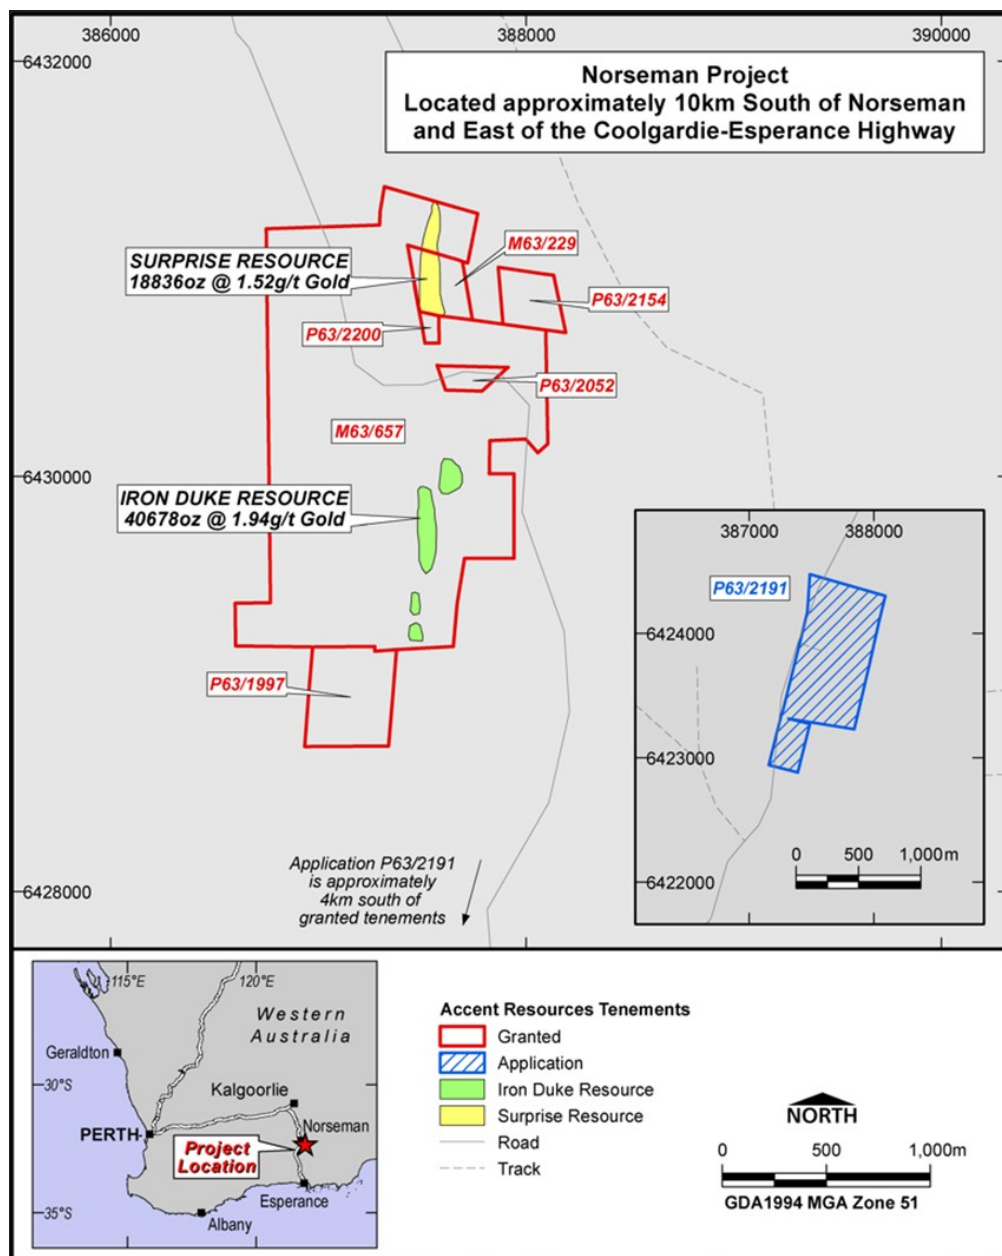 386000
388000
390000
6432000
Norseman Project
Located approximately 10km South of Norseman
and East of the Coolgardie-Esperance Highway
M63/229
SURPRISE RESOURCE
18836oz @ 1.52g/t Gold
P63/2154
P63/2200
P63/2052
M63/657
6430000
IRON DUKE RESOURCE
40678oz @ 1.94g/t Gold
387000
388000
P63/2191
6424000
P63/1997
6423000
Application P63/2191
is approximately
4km south of
granted tenements
0
500
1,000m
6428000
6422000
115°E
120°E
Western
Australia
Geraldton
30°S
Kalgoorlie
PERTH
Norseman
Project
Location
Esperance
35°S
Albany
Accent Resources Tenements
Granted
Application
Iron Duke Resource
Surprise Resource
Road
Track
NORTH
0
500
1,000m
GDA1994 MGA Zone 51